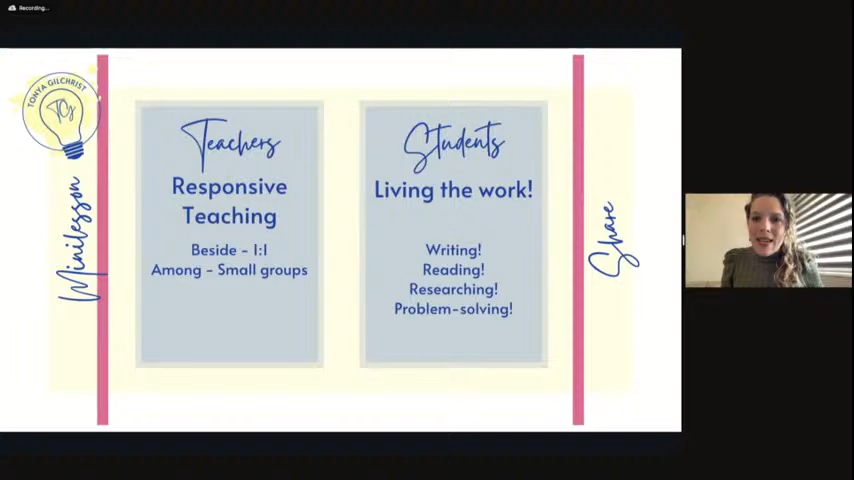 Recording...
TONYA GILCHRIST
TG
Minilesson
Teachers
Responsive
Teaching
Beside - 1:1
Among - Small groups
Students
Living the work!
Writing!
Reading!
Researching!
Problem-solving!
Share